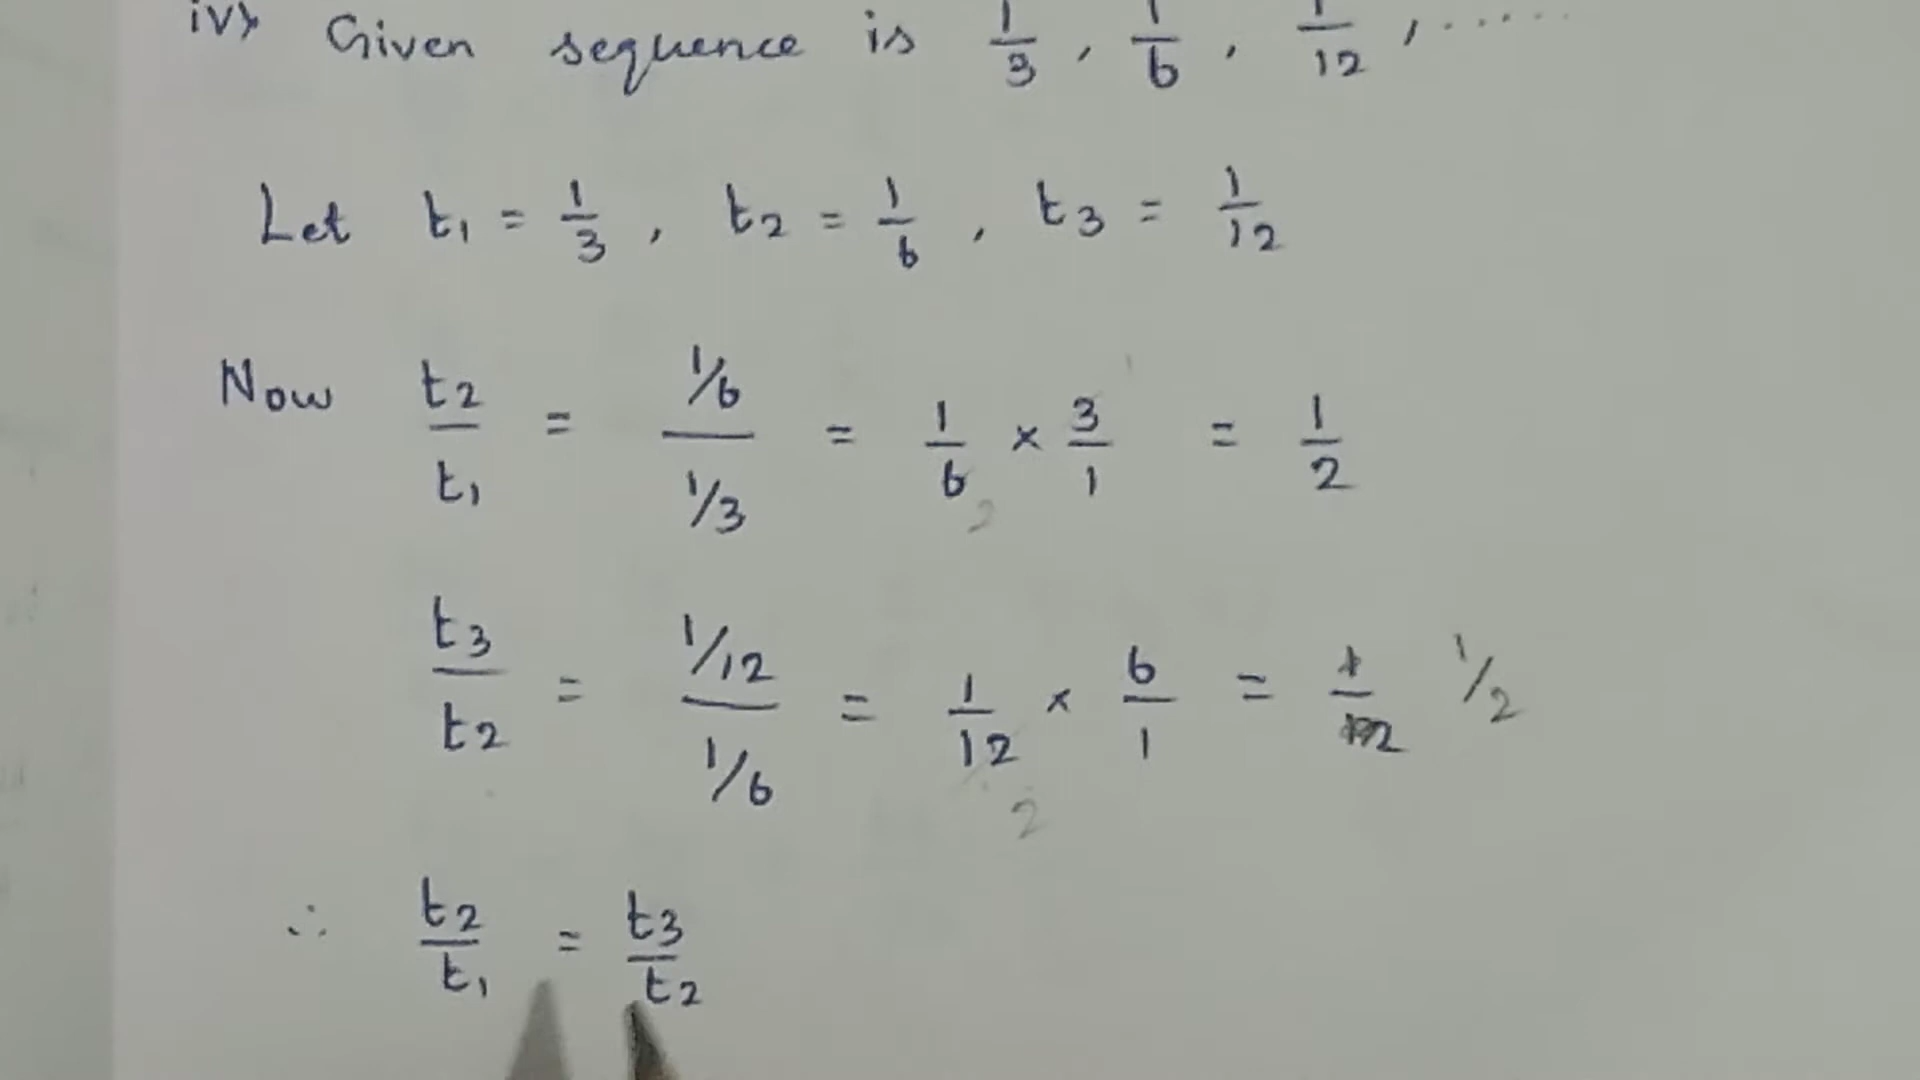 iv) Given sequence is 1/3, 1/6, 1/12, ......
Let t1 = 1/3, t2 = 1/6, t3 = 1/12
Now t2/t1 = (1/6)/(1/3) = 1/6 × 3/1 = 1/2
2
t3/t2 = (1/12)/(1/6) = 1/12 × 6/1 = 1/2
2
∴ t2/t1 = t3/t2